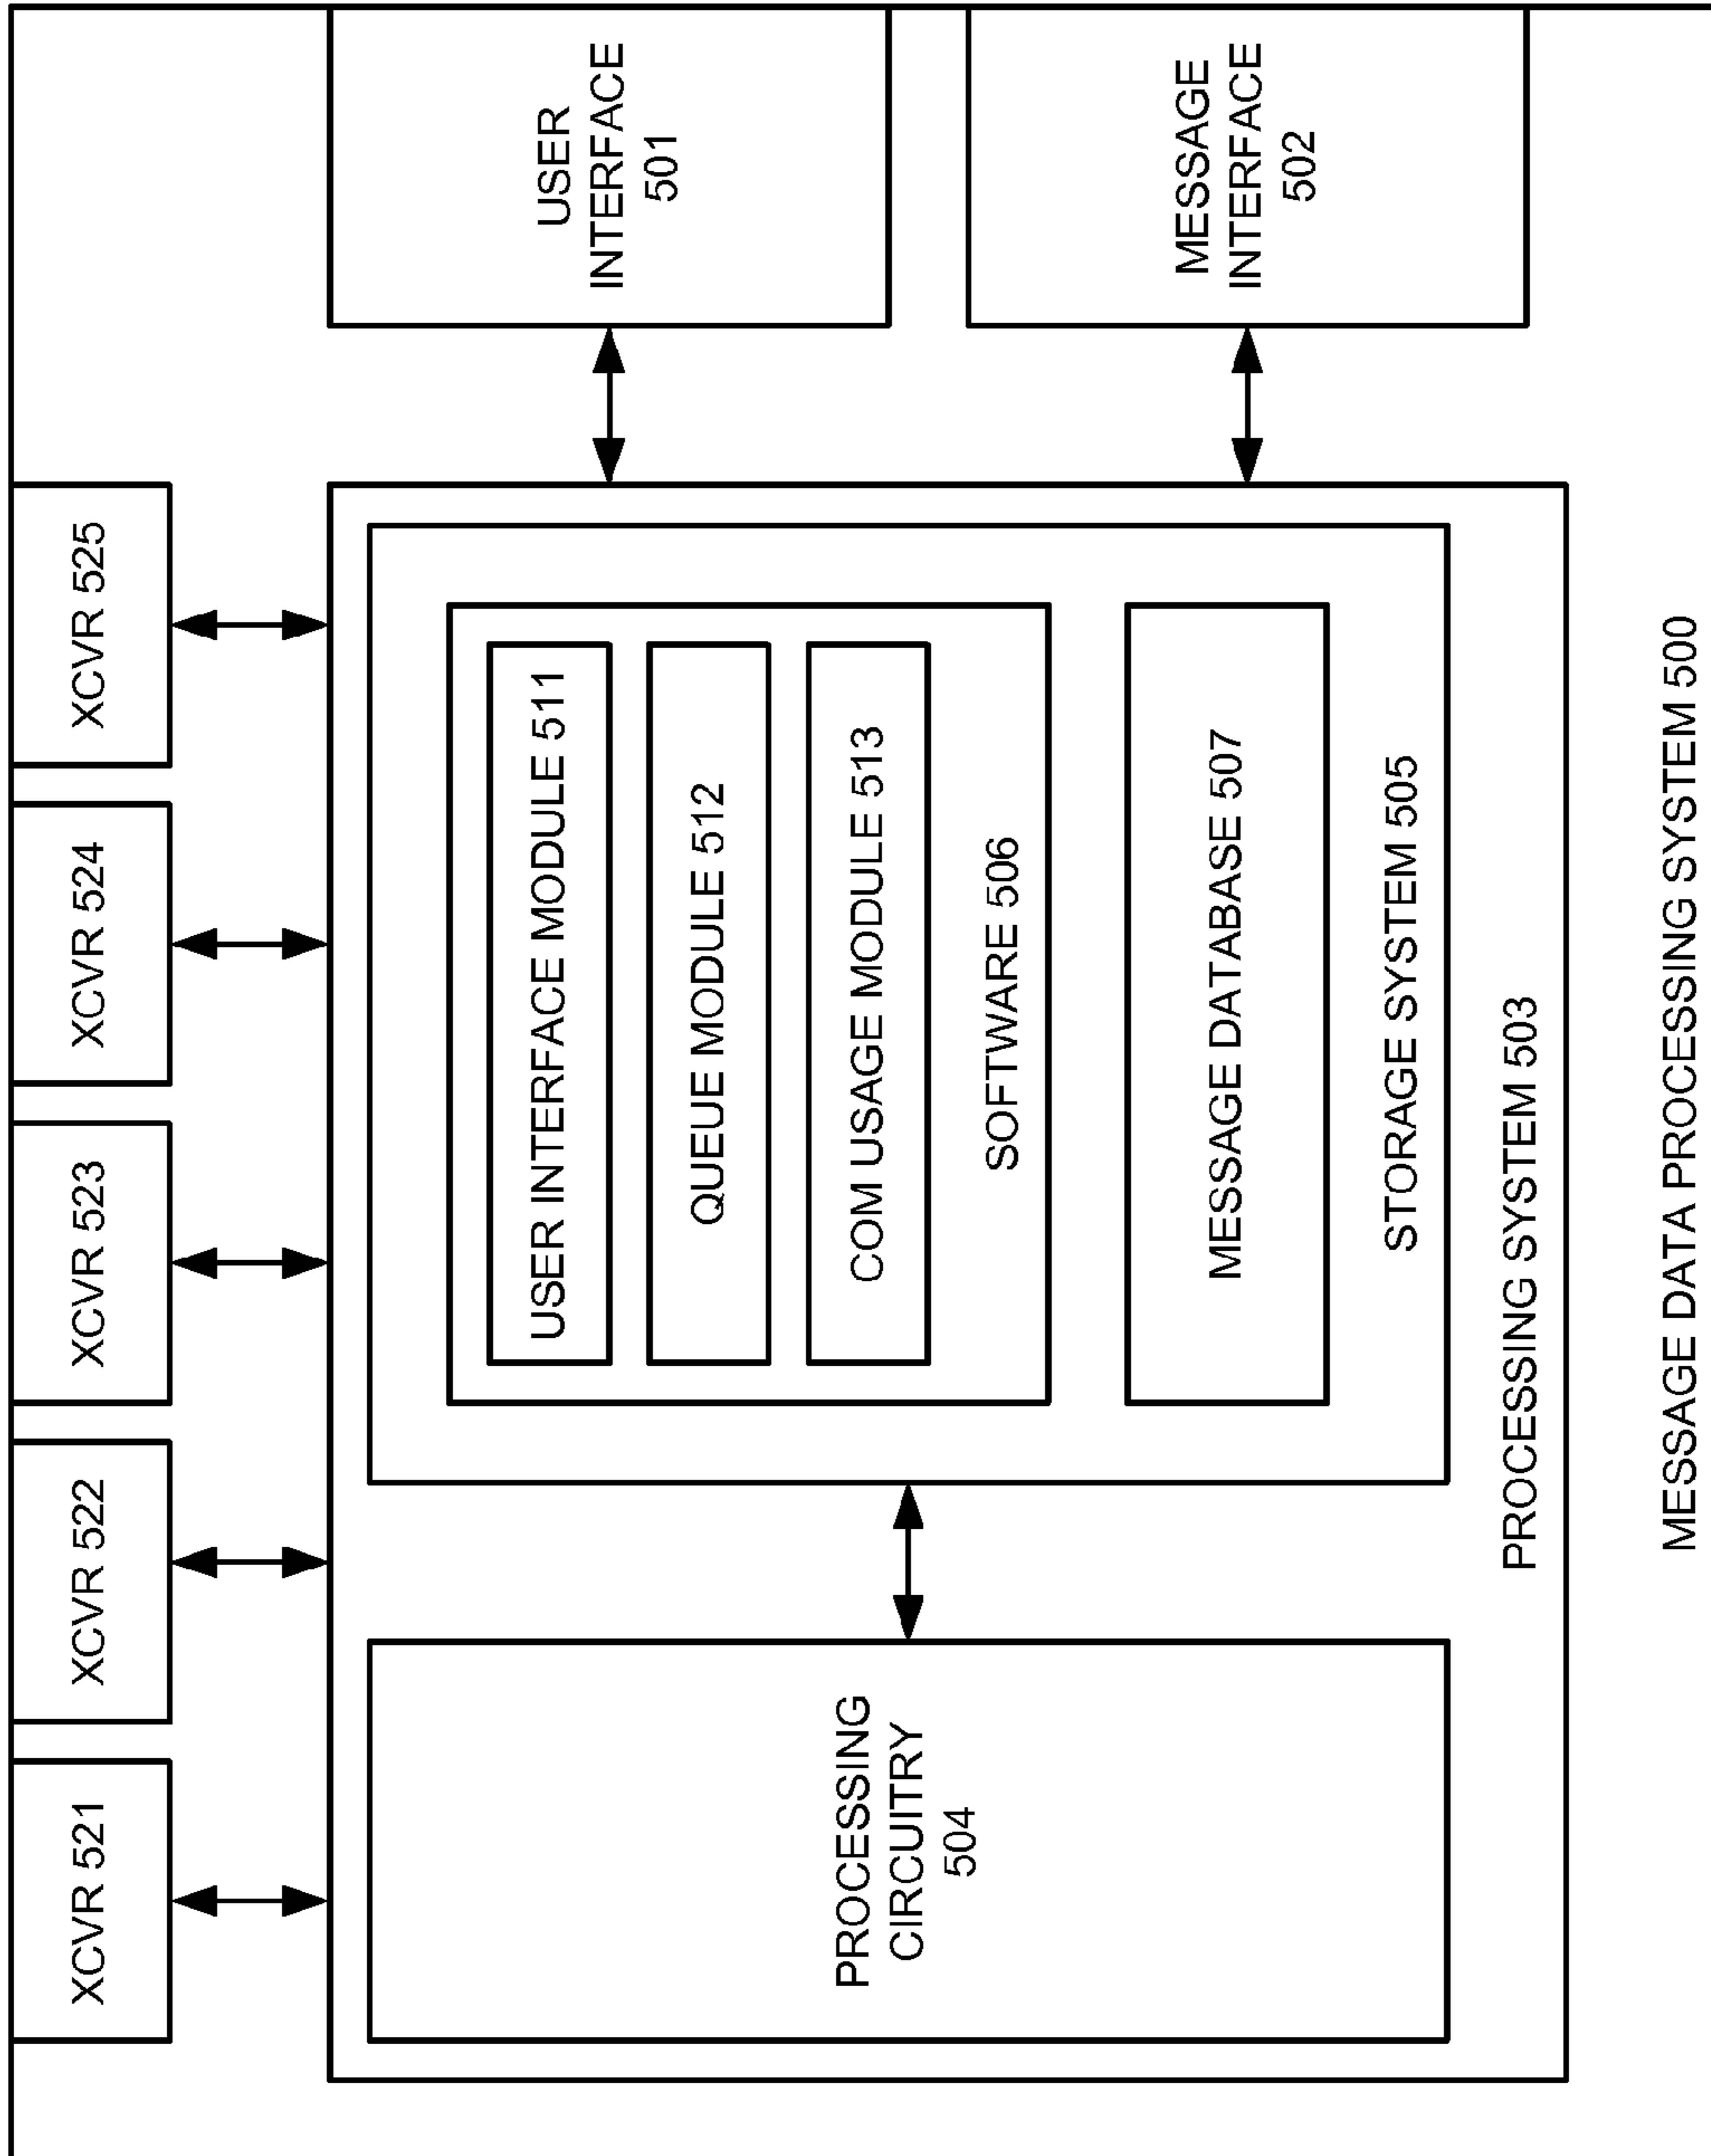 XCVR 521
XCVR 522
XCVR 523
XCVR 524
XCVR 525
PROCESSING
CIRCUITRY
504
USER INTERFACE MODULE 511
QUEUE MODULE 512
COM USAGE MODULE 513
SOFTWARE 506
MESSAGE DATABASE 507
STORAGE SYSTEM 505
PROCESSING SYSTEM 503
USER
INTERFACE
501
MESSAGE
INTERFACE
502
MESSAGE DATA PROCESSING SYSTEM 500